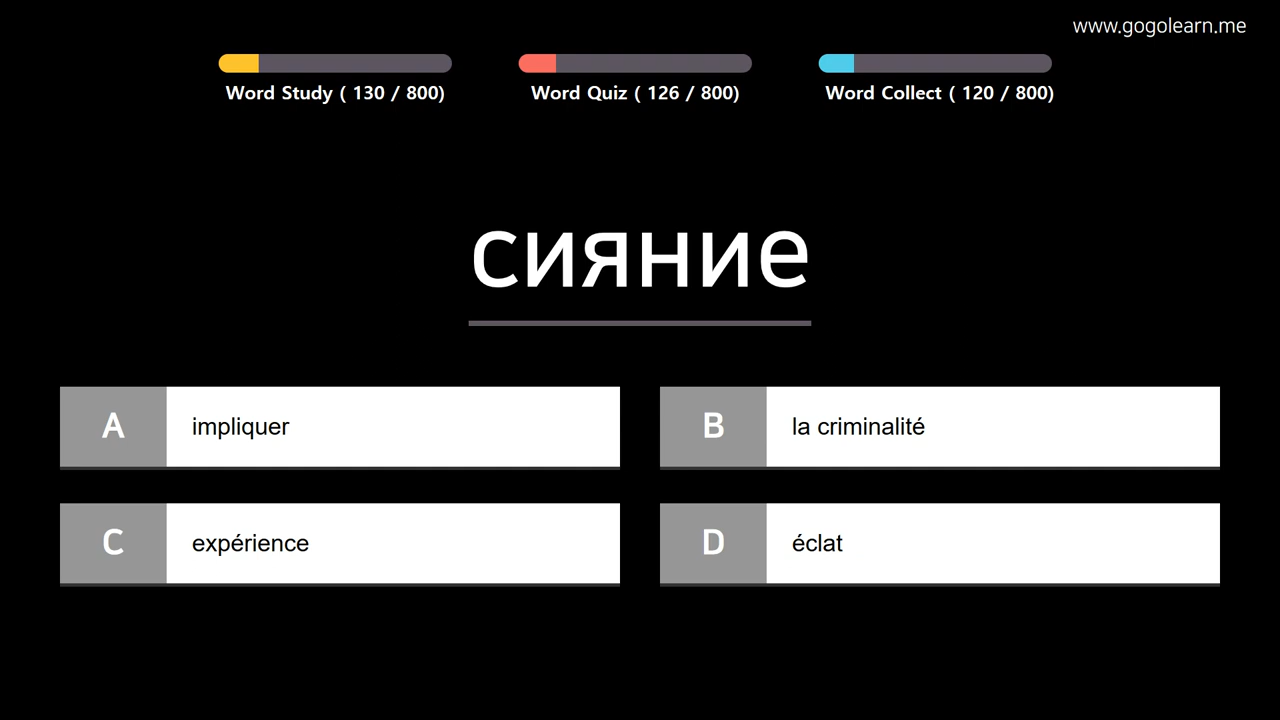 www.gogolearn.me
Word Study ( 130 / 800)
Word Quiz ( 126 / 800)
Word Collect ( 120 / 800)
сияние
A impliquer
B la criminalité
C expérience
D éclat